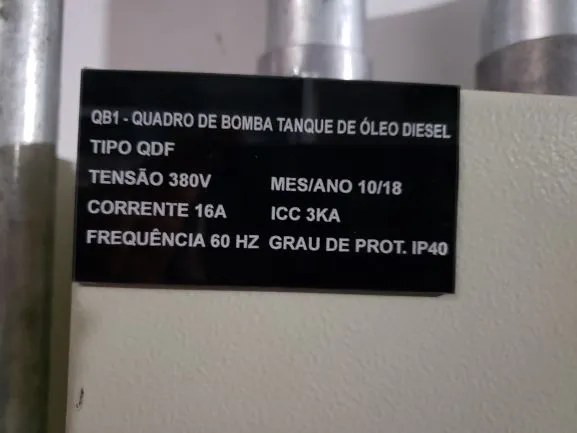 QB1 - QUADRO DE BOMBA TANQUE DE ÓLEO DIESEL
TIPO QDF
TENSÃO 380V MES/ANO 10/18
CORRENTE 16A ICC 3KA
FREQUÊNCIA 60 HZ GRAU DE PROT. IP40